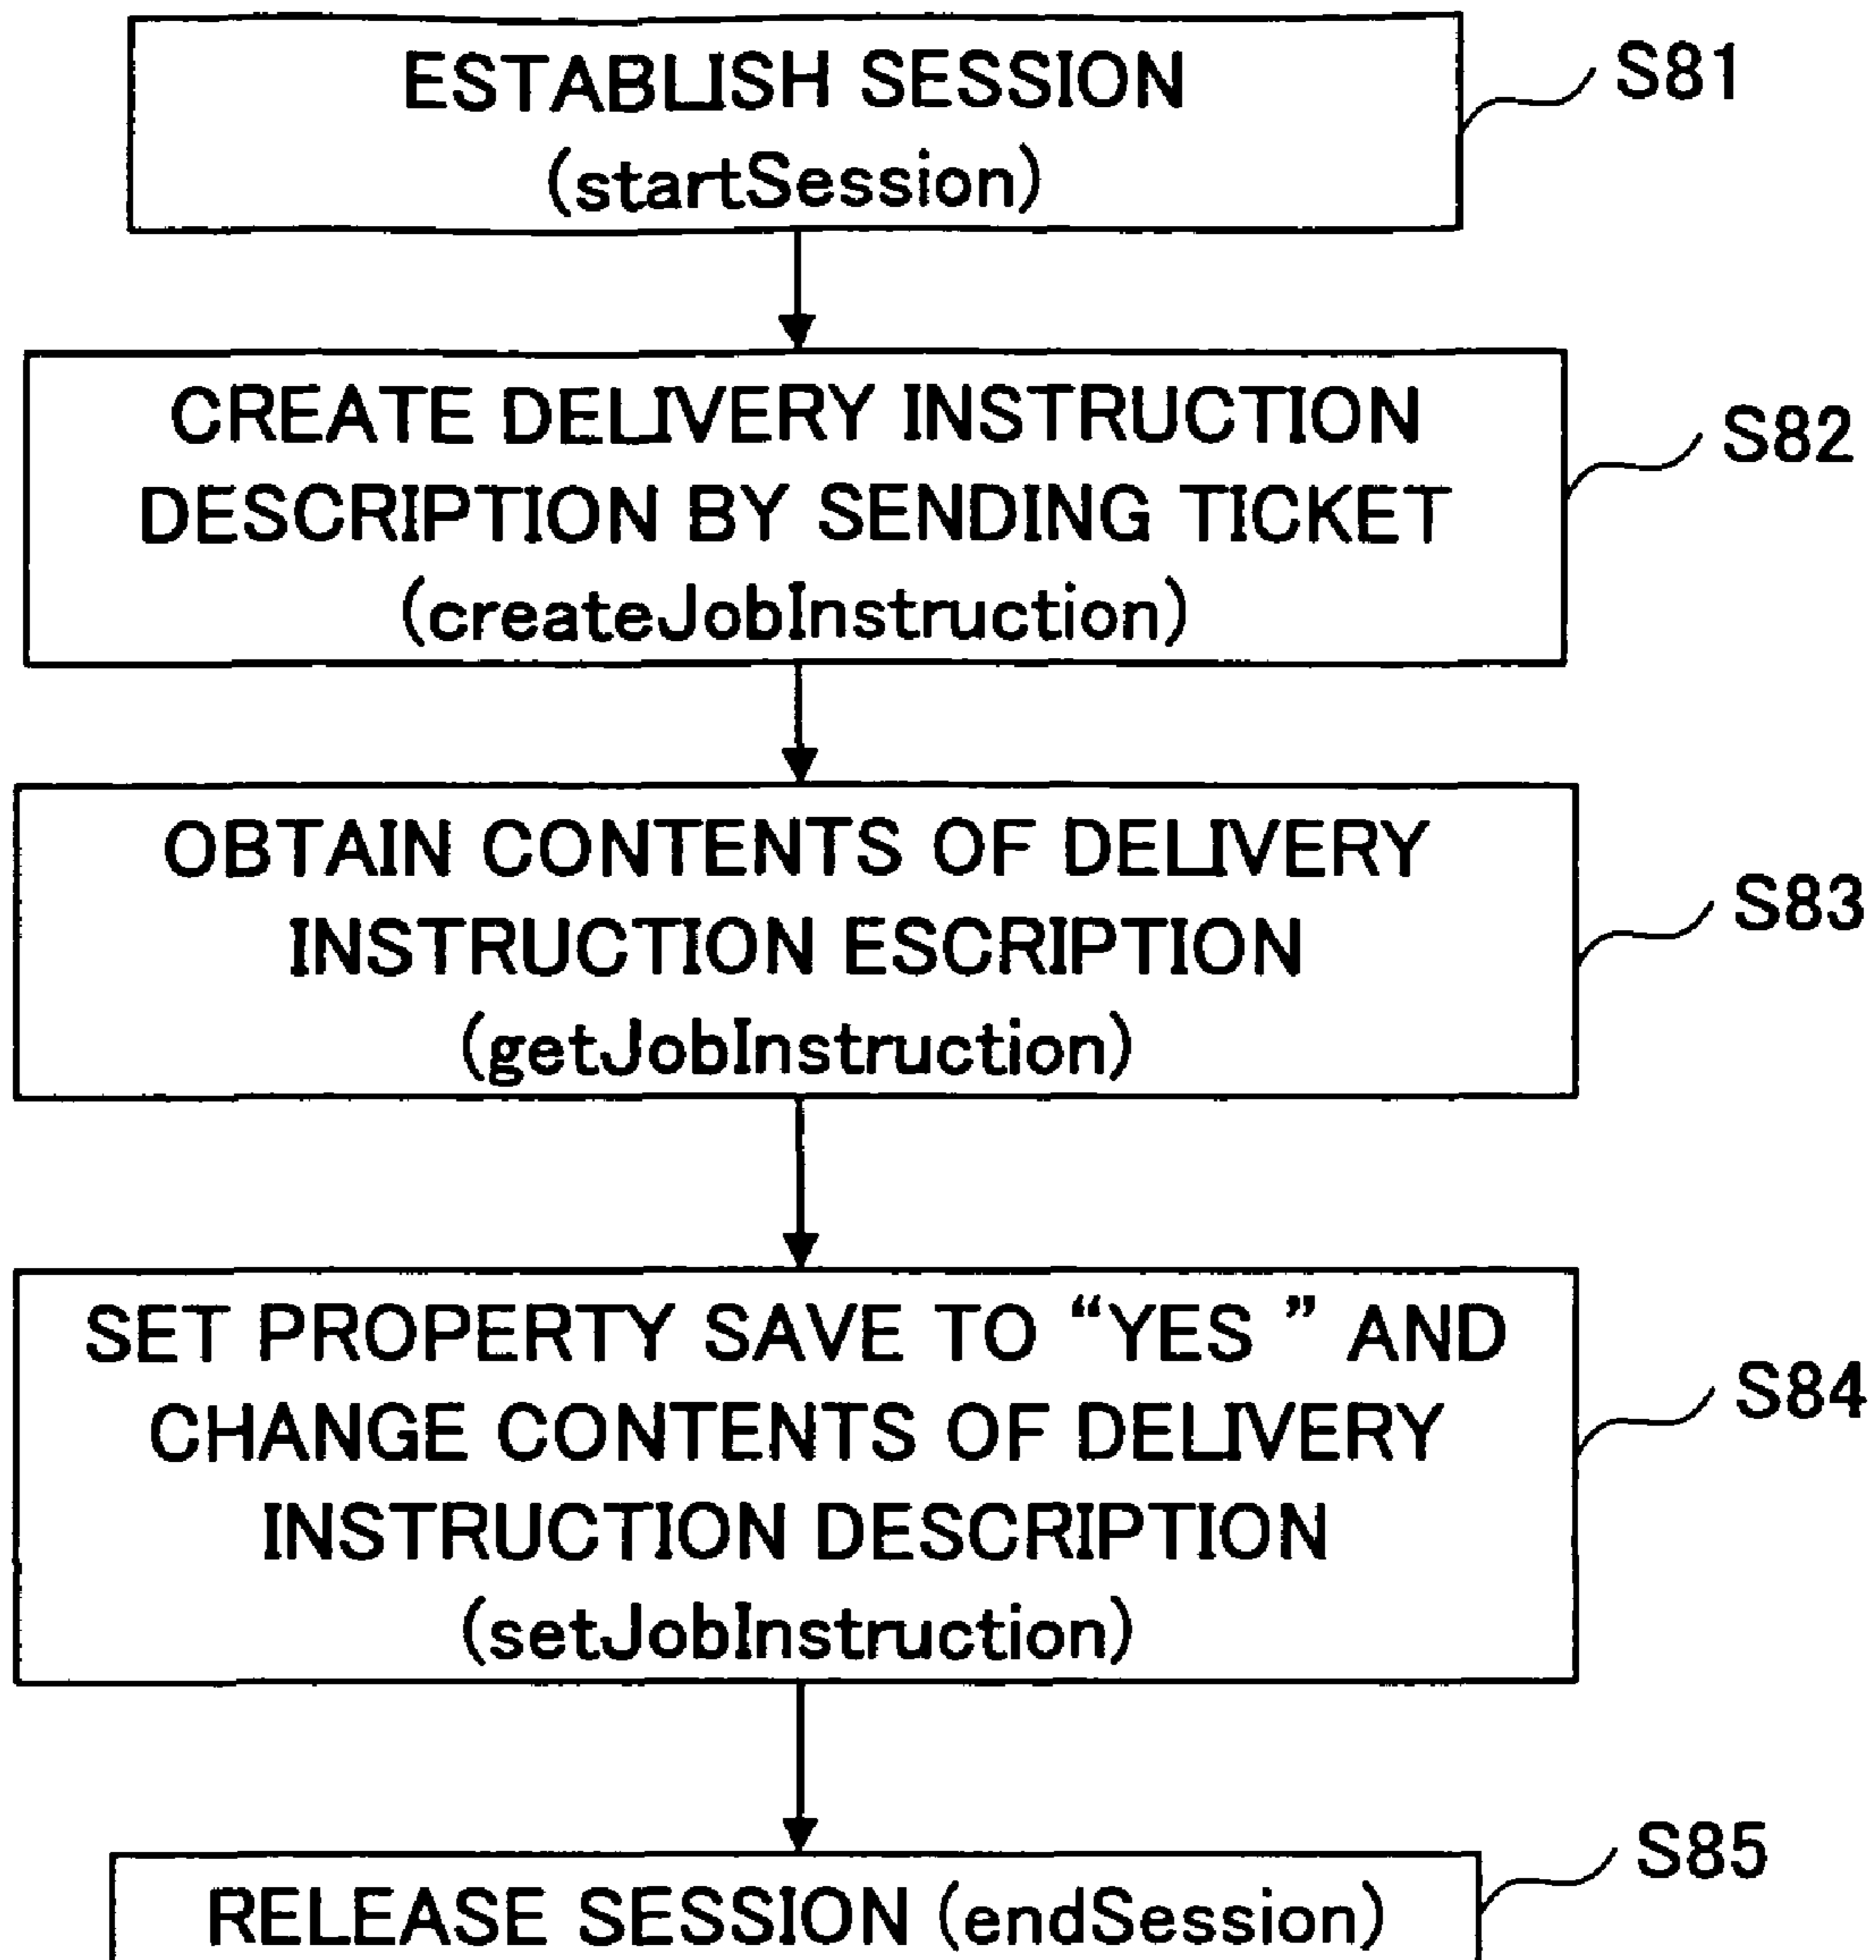 ESTABLISH SESSION
(startSession)
S81
CREATE DELIVERY INSTRUCTION
DESCRIPTION BY SENDING TICKET
(createJobInstruction)
S82
OBTAIN CONTENTS OF DELIVERY
INSTRUCTION ESCRIPTION
(getJobInstruction)
S83
SET PROPERTY SAVE TO “YES ” AND
CHANGE CONTENTS OF DELIVERY
INSTRUCTION DESCRIPTION
(setJobInstruction)
S84
RELEASE SESSION (endSession)
S85